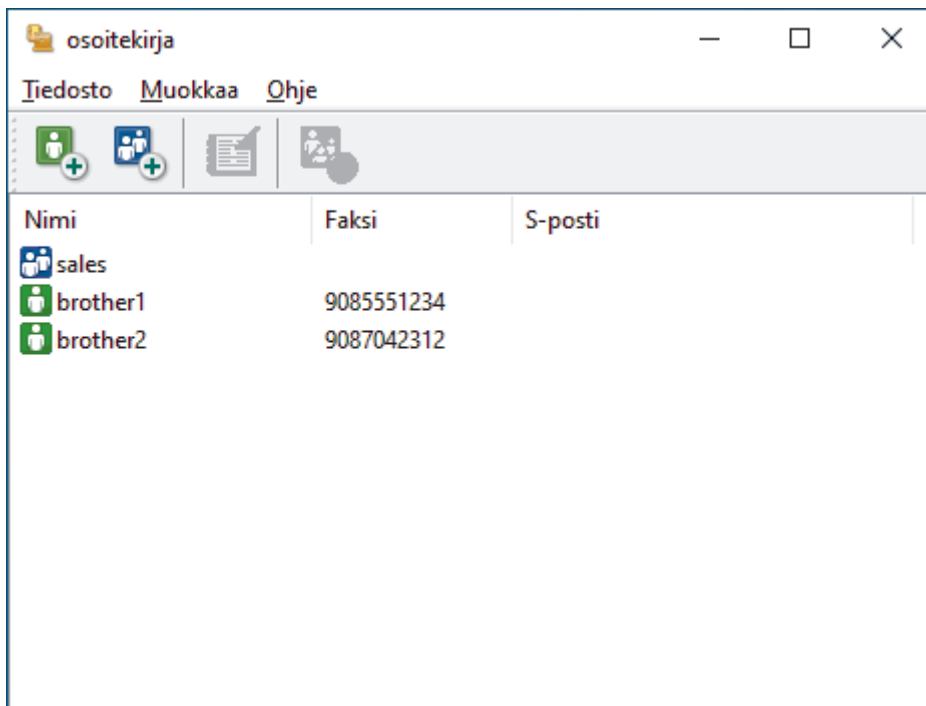 osoitekirja
Tiedosto Muokkaa Ohje
Nimi Faksi S-posti
sales
brother1 9085551234
brother2 9087042312